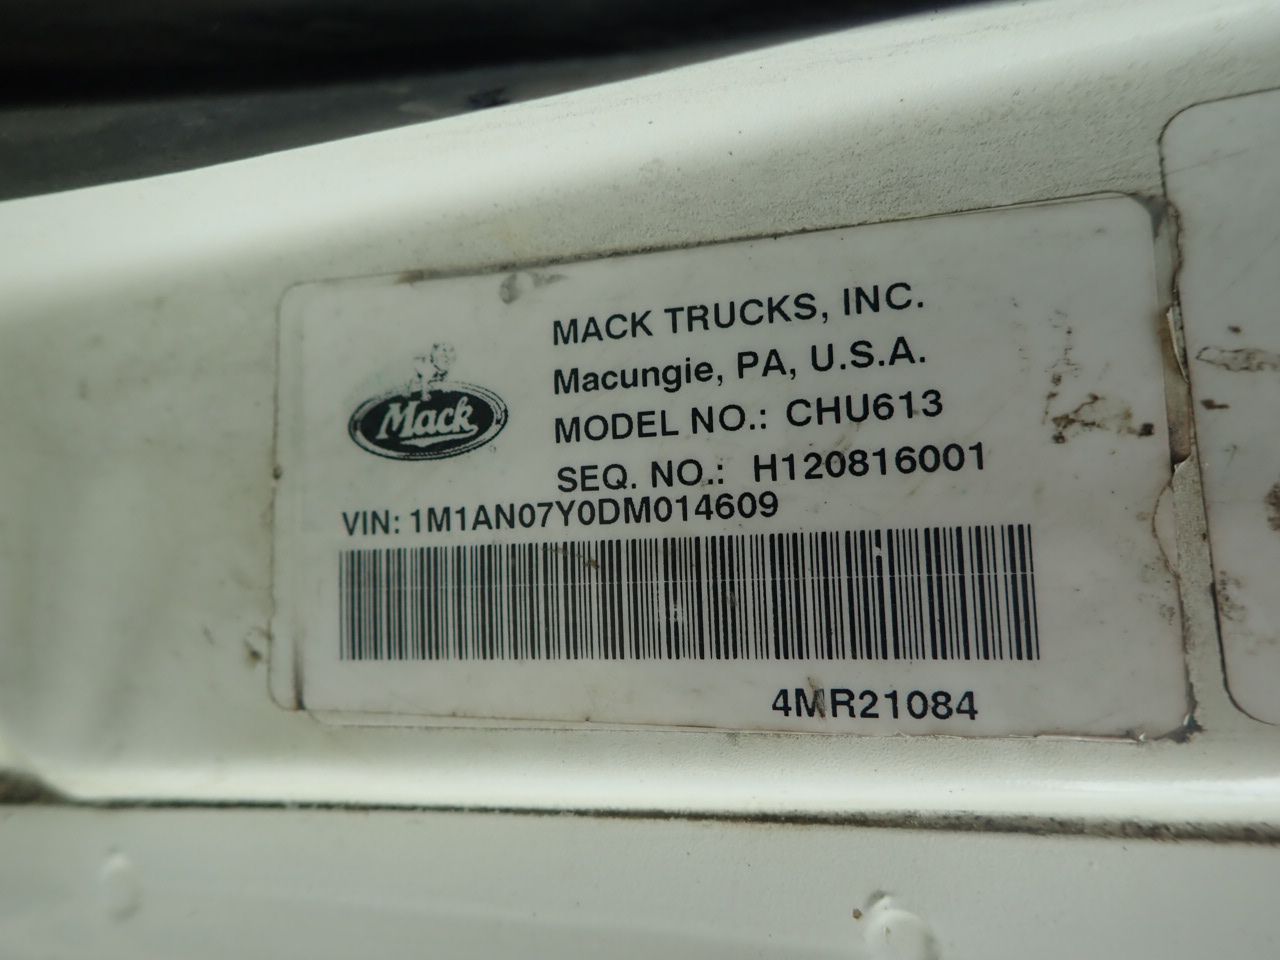 MACK TRUCKS, INC.
Macungie, PA, U.S.A.
Mack
MODEL NO.: CHU613
SEQ. NO.: H120816001
VIN: 1M1AN07Y0DM014609
4MR21084